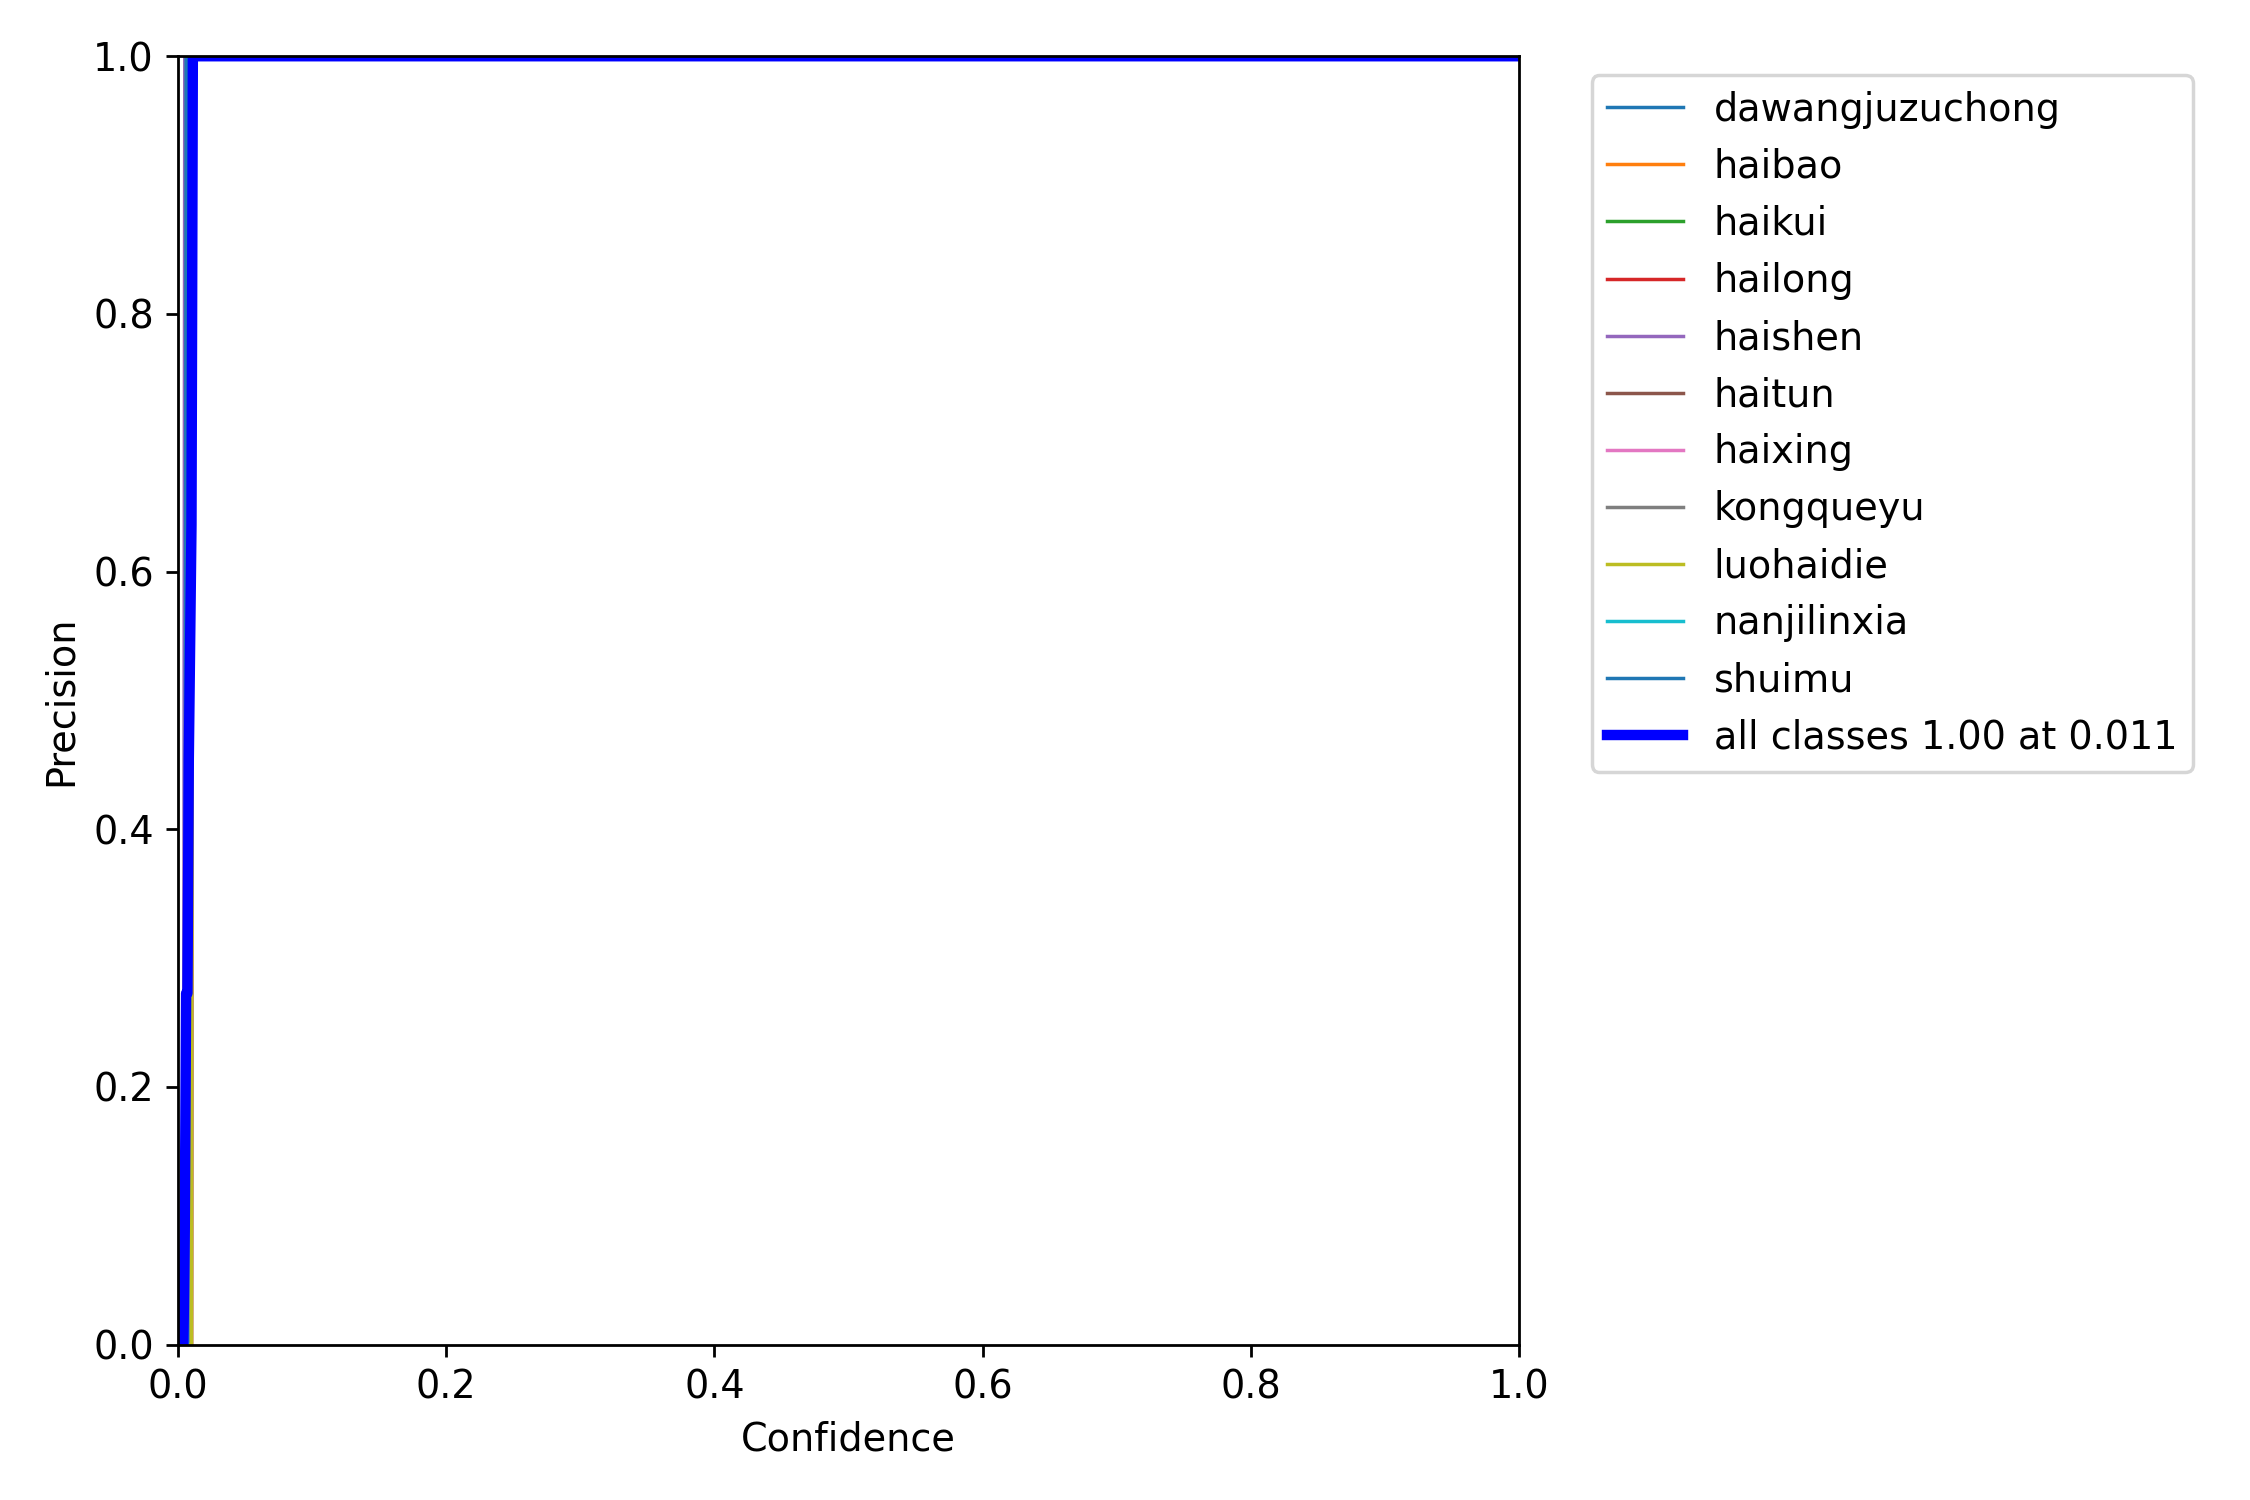 1.0
0.8
0.6
0.4
0.2
0.0
Precision
0.0 0.2 0.4 0.6 0.8 1.0
Confidence
dawangjuzuchong
haibao
haikui
hailong
haishen
haitun
haixing
kongqueyu
luohaidie
nanjilinxia
shuimu
all classes 1.00 at 0.011